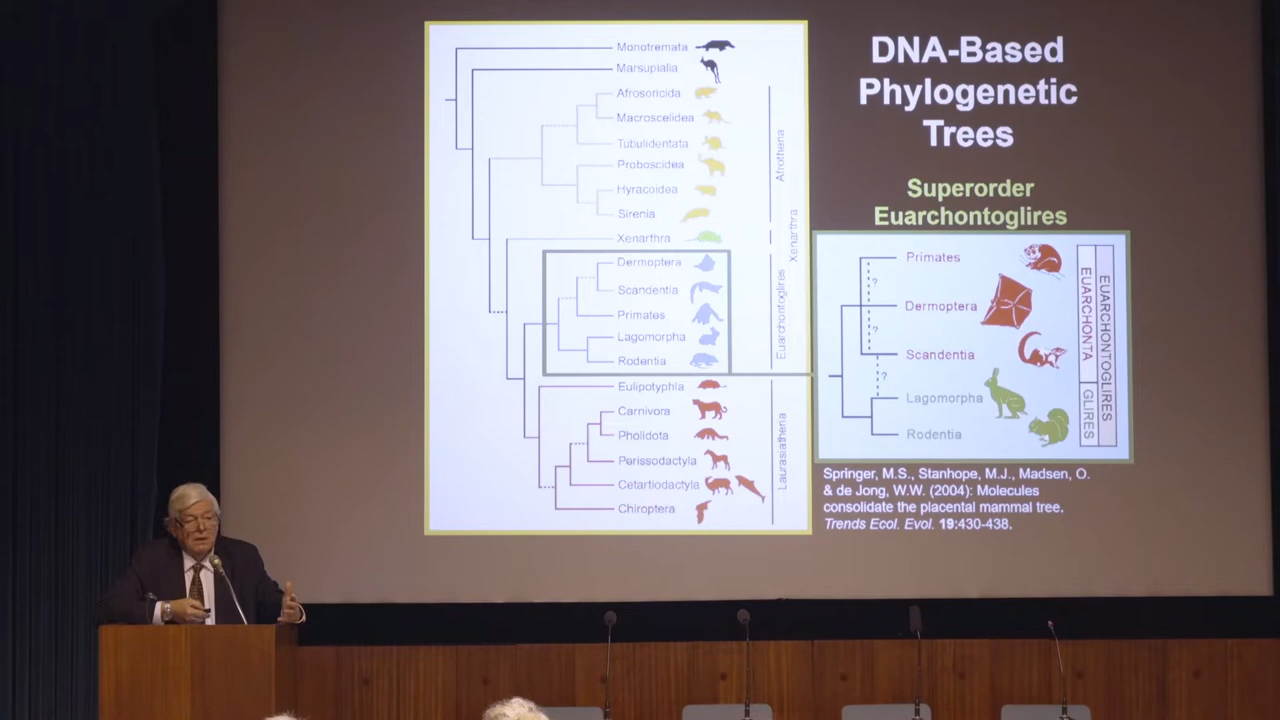 DNA-Based
Phylogenetic
Trees
Monotremata
Marsupialia
Afrosoricida
Macroscelidea
Tubulidentata
Proboscidea
Hyracoidea
Sirenia
Xenarthra
Dermoptera
Scandentia
Primates
Lagomorpha
Rodentia
Eulipotyphla
Carnivora
Pholidota
Perissodactyla
Cetartiodactyla
Chiroptera
Afrotheria
Xenarthra
Euarchontoglires
Laurasiatheria
Superorder
Euarchontoglires
Primates
?
Dermoptera
?
Scandentia
?
Lagomorpha
Rodentia
EUARCHONTA
GLIRES
EUARCHONTOGLIRES
Springer, M.S., Stanhope, M.J., Madsen, O.
& de Jong, W.W. (2004): Molecules
consolidate the placental mammal tree.
Trends Ecol. Evol. 19:430-438.